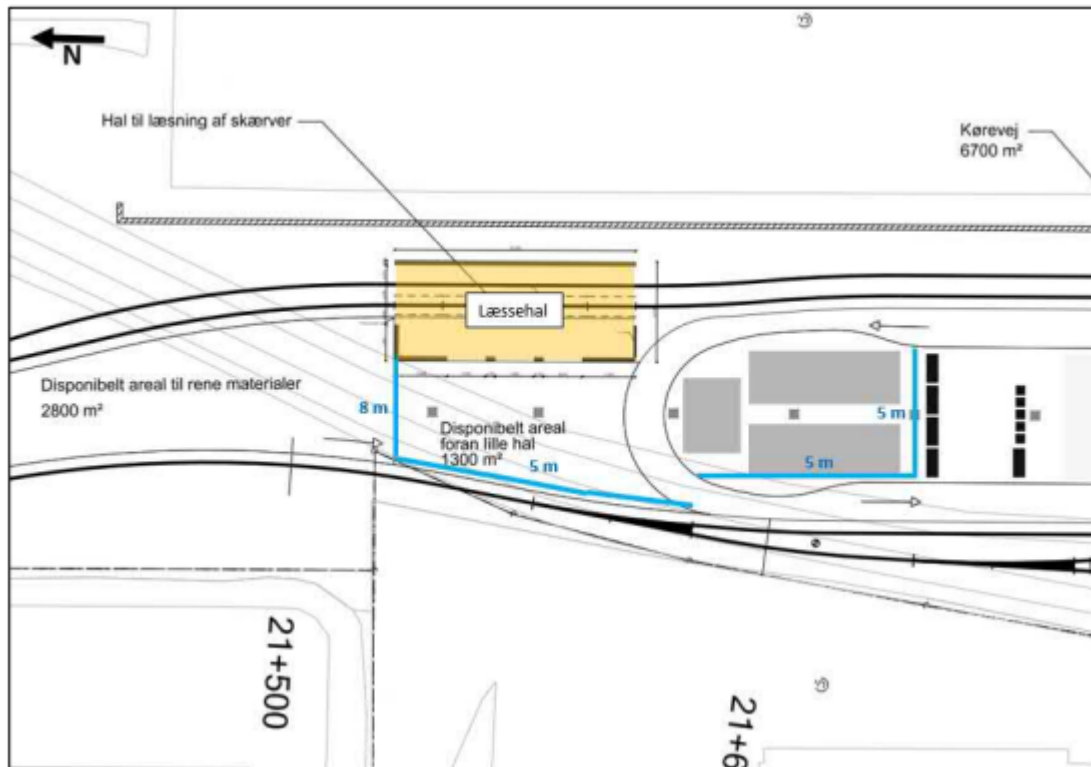 N
Hal til læsning af skærver
Kørevej
6700 m²
Læssehal
Disponibelt areal til rene materialer
2800 m²
8 m
Disponibelt areal
foran lille hal
1300 m²
5 m
5 m
5 m
21+500
21+6